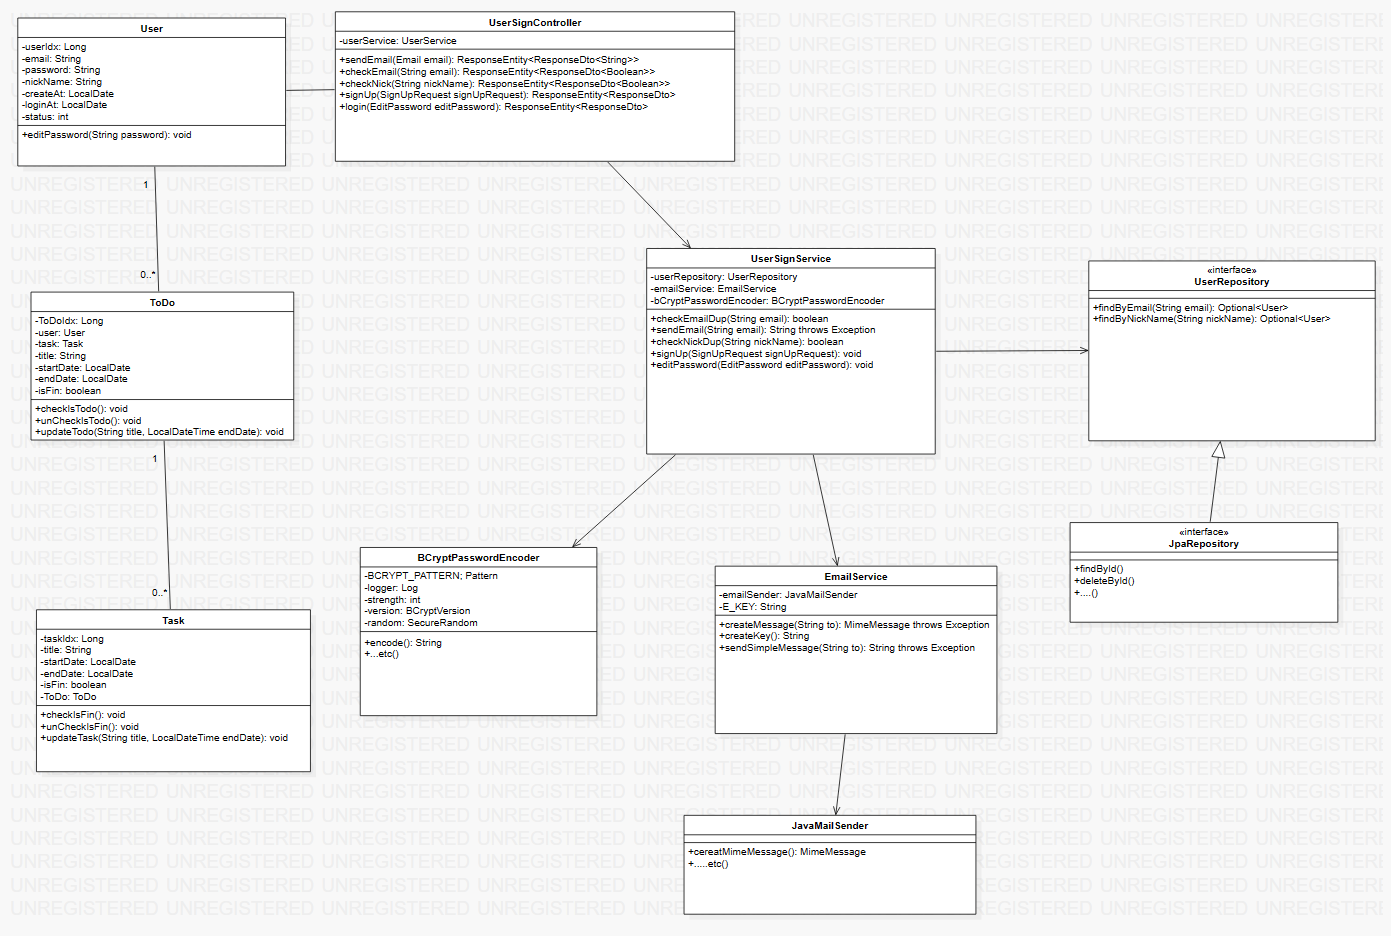 User
-userIdx: Long
-email: String
-password: String
-nickName: String
-createAt: LocalDate
-loginAt: LocalDate
-status: int
+editPassword(String password): void
UserSignController
-userService: UserService
+sendEmail(Email email): ResponseEntity<ResponseDto<String>>
+checkEmail(String email): ResponseEntity<ResponseDto<Boolean>>
+checkNick(String nickName): ResponseEntity<ResponseDto<Boolean>>
+signUp(SignUpRequest signUpRequest): ResponseEntity<ResponseDto>
+login(EditPassword editPassword): ResponseEntity<ResponseDto>
1
0..*
ToDo
-ToDoIdx: Long
-user: User
-task: Task
-title: String
-startDate: LocalDate
-endDate: LocalDate
-isFin: boolean
+checkIsTodo(): void
+unCheckIsTodo(): void
+updateTodo(String title, LocalDateTime endDate): void
UserSignService
-userRepository: UserRepository
-emailService: EmailService
-bCryptPasswordEncoder: BCryptPasswordEncoder
+checkEmailDup(String email): boolean
+sendEmail(String email): String throws Exception
+checkNickDup(String nickName): boolean
+signUp(SignUpRequest signUpRequest): void
+editPassword(EditPassword editPassword): void
«interface»
UserRepository
+findByEmail(String email): Optional<User>
+findByNickName(String nickName): Optional<User>
1
0..*
Task
-taskIdx: Long
-title: String
-startDate: LocalDate
-endDate: LocalDate
-isFin: boolean
-ToDo: ToDo
+checkIsFin(): void
+unCheckIsFin(): void
+updateTask(String title, LocalDateTime endDate): void
BCryptPasswordEncoder
-BCRYPT_PATTERN; Pattern
-logger: Log
-strength: int
-version: BCryptVersion
-random: SecureRandom
+encode(): String
+...etc()
EmailService
-emailSender: JavaMailSender
-E_KEY: String
+createMessage(String to): MimeMessage throws Exception
+createKey(): String
+sendSimpleMessage(String to): String throws Exception
«interface»
JpaRepository
+findById()
+deleteById()
+....()
JavaMailSender
+cereatMimeMessage(): MimeMessage
+.....etc()